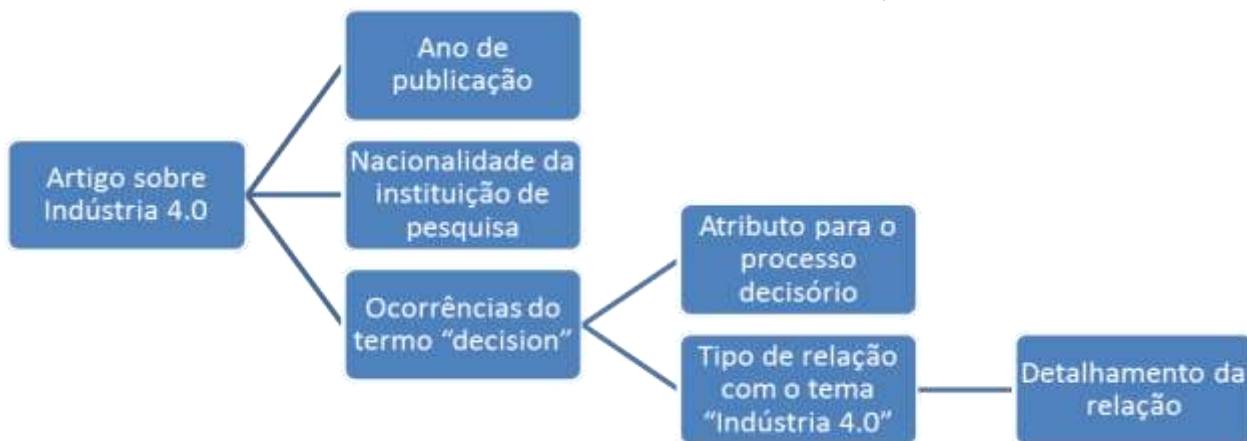 Ano de
publicação
Artigo sobre
Indústria 4.0
Nacionalidade da
instituição de
pesquisa
Ocorrências do
termo “decision”
Atributo para o
processo
decisório
Tipo de relação
com o tema
“Indústria 4.0”
Detalhamento da
relação